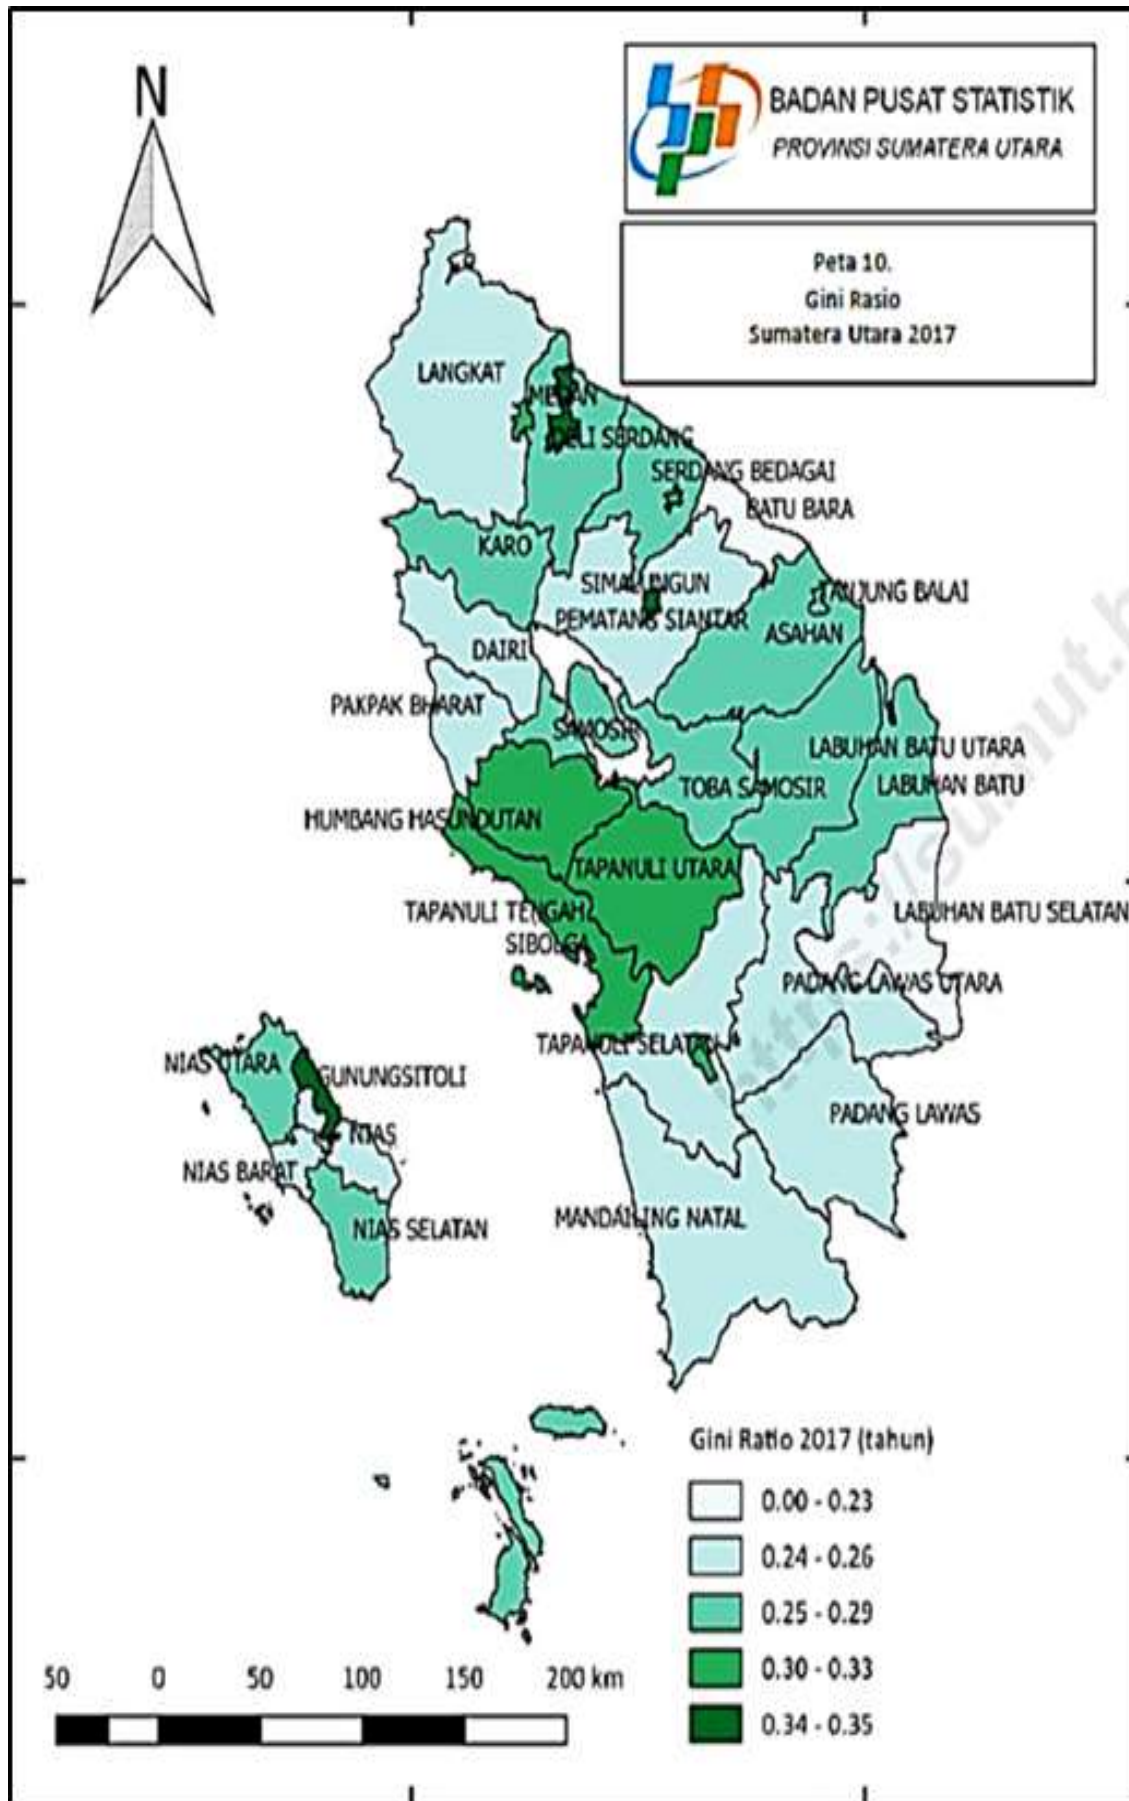 N
BADAN PUSAT STATISTIK
PROVINSI SUMATERA UTARA
Peta 10.
Gini Rasio
Sumatera Utara 2017
LANGKAT
MEDAN
DELI SERDANG
SERDANG BEDAGAI
BATU BARA
KARO
SIMALUNGUN
TANJUNG BALAI
PEMATANG SIANTAR
ASAHAN
DAIRI
PAKPAK BHARAT
SAMOSIR
LABUHAN BATU UTARA
TOBA SAMOSIR
LABUHAN BATU
HUMBANG HASUNDUTAN
TAPANULI UTARA
TAPANULI TENGAH
LABUHAN BATU SELATAN
SIBOLGA
PADANG LAWAS UTARA
TAPANULI SELATAN
NIAS UTARA
GUNUNGSITOLI
PADANG LAWAS
NIAS
NIAS BARAT
MANDAILING NATAL
NIAS SELATAN
Gini Ratio 2017 (tahun)
0.00 - 0.23
0.24 - 0.26
0.25 - 0.29
0.30 - 0.33
0.34 - 0.35
50 0 50 100 150 200 km
https://sumut.b